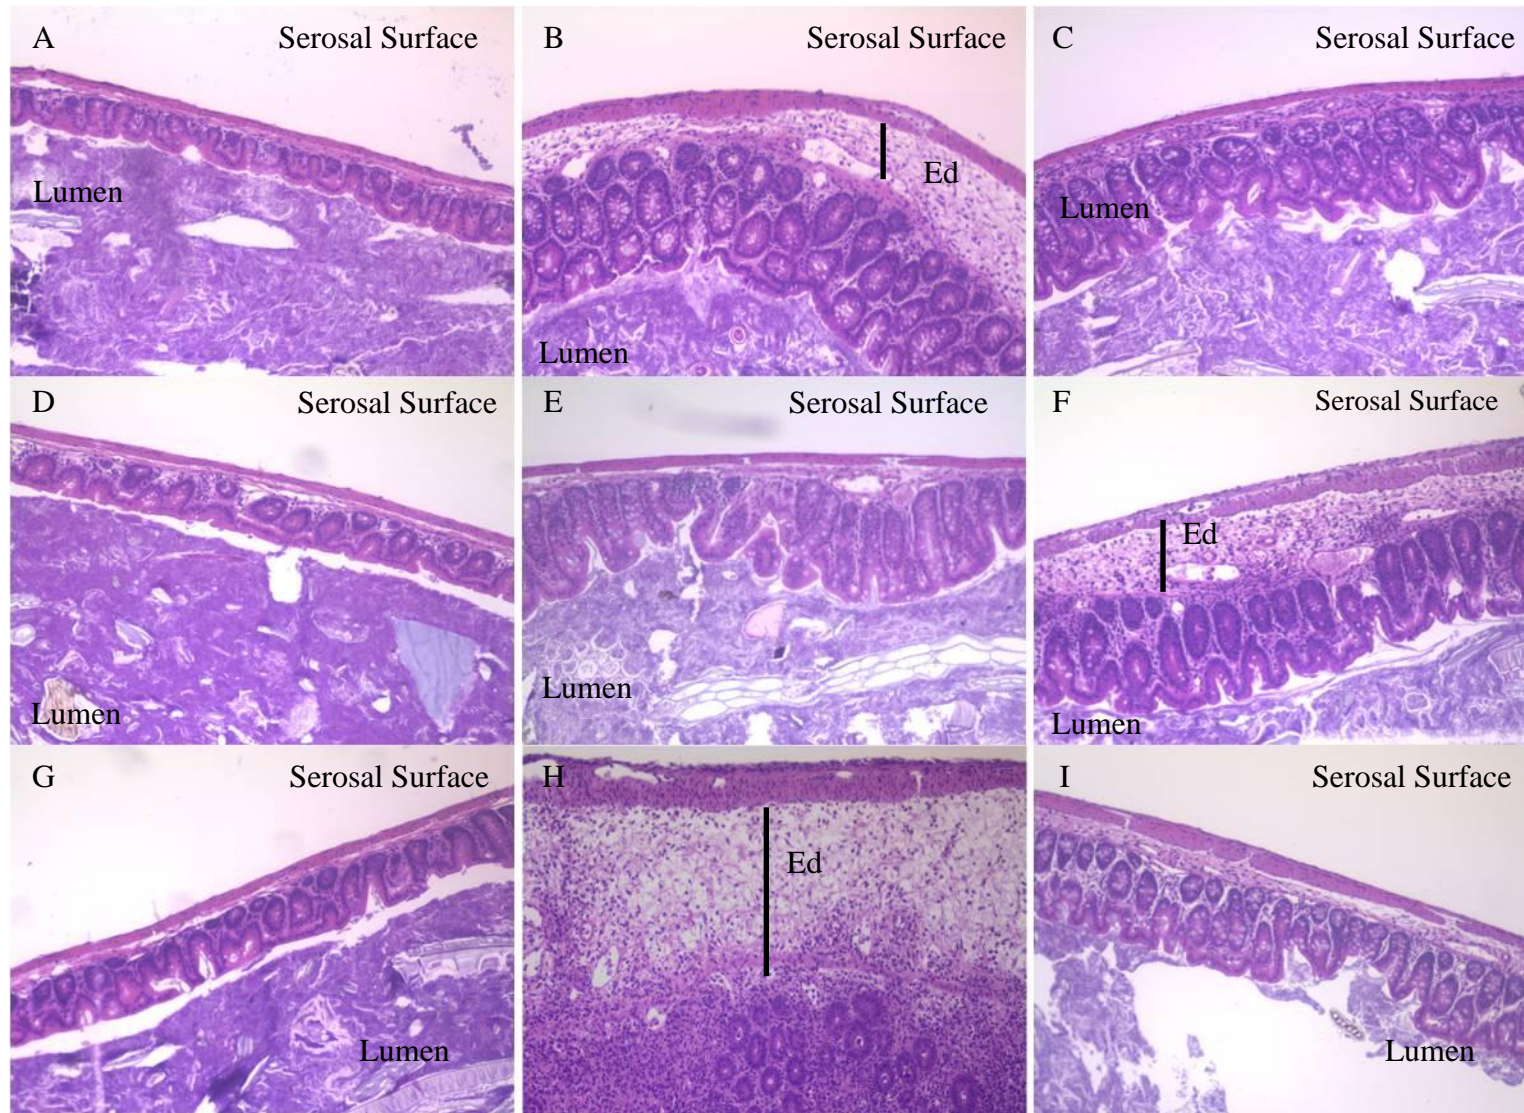 A Serosal Surface
Lumen
B Serosal Surface
Ed
Lumen
C Serosal Surface
Lumen
D Serosal Surface
Lumen
E Serosal Surface
Lumen
F Serosal Surface
Ed
Lumen
G Serosal Surface
Lumen
H
Ed
I Serosal Surface
Lumen